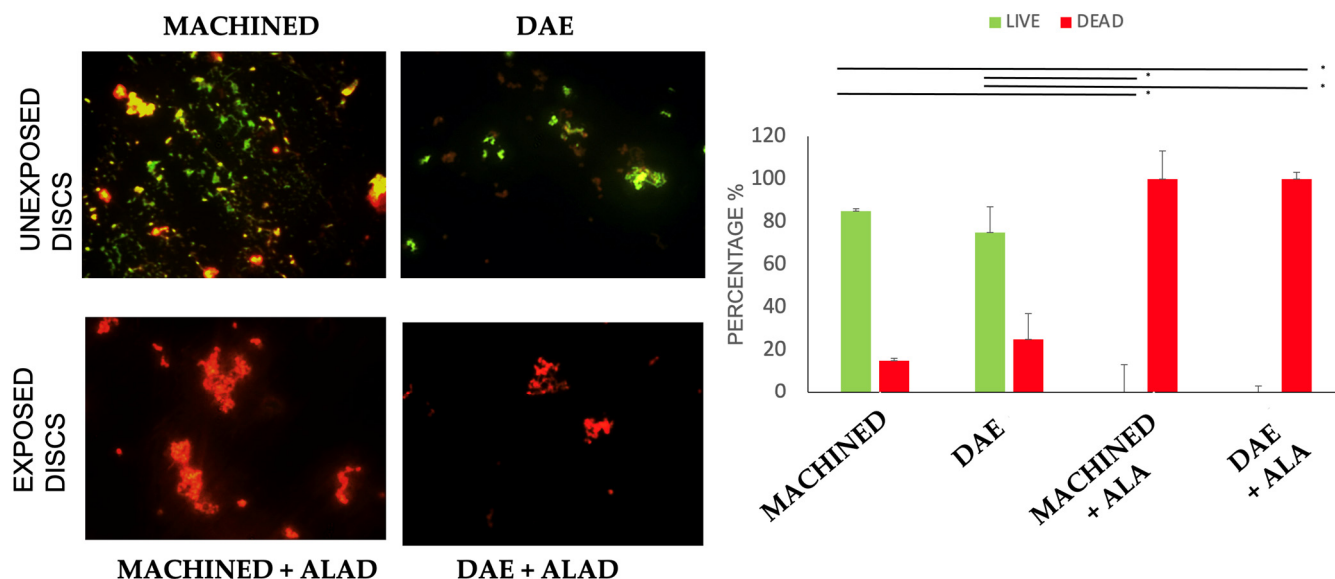 MACHINED
DAE
UNEXPOSED
DISCS
EXPOSED
DISCS
MACHINED + ALAD
DAE + ALAD
LIVE
DEAD
*
*
*
*
PERCENTAGE %
120
100
80
60
40
20
0
MACHINED
DAE
MACHINED
+ ALA
DAE
+ ALA